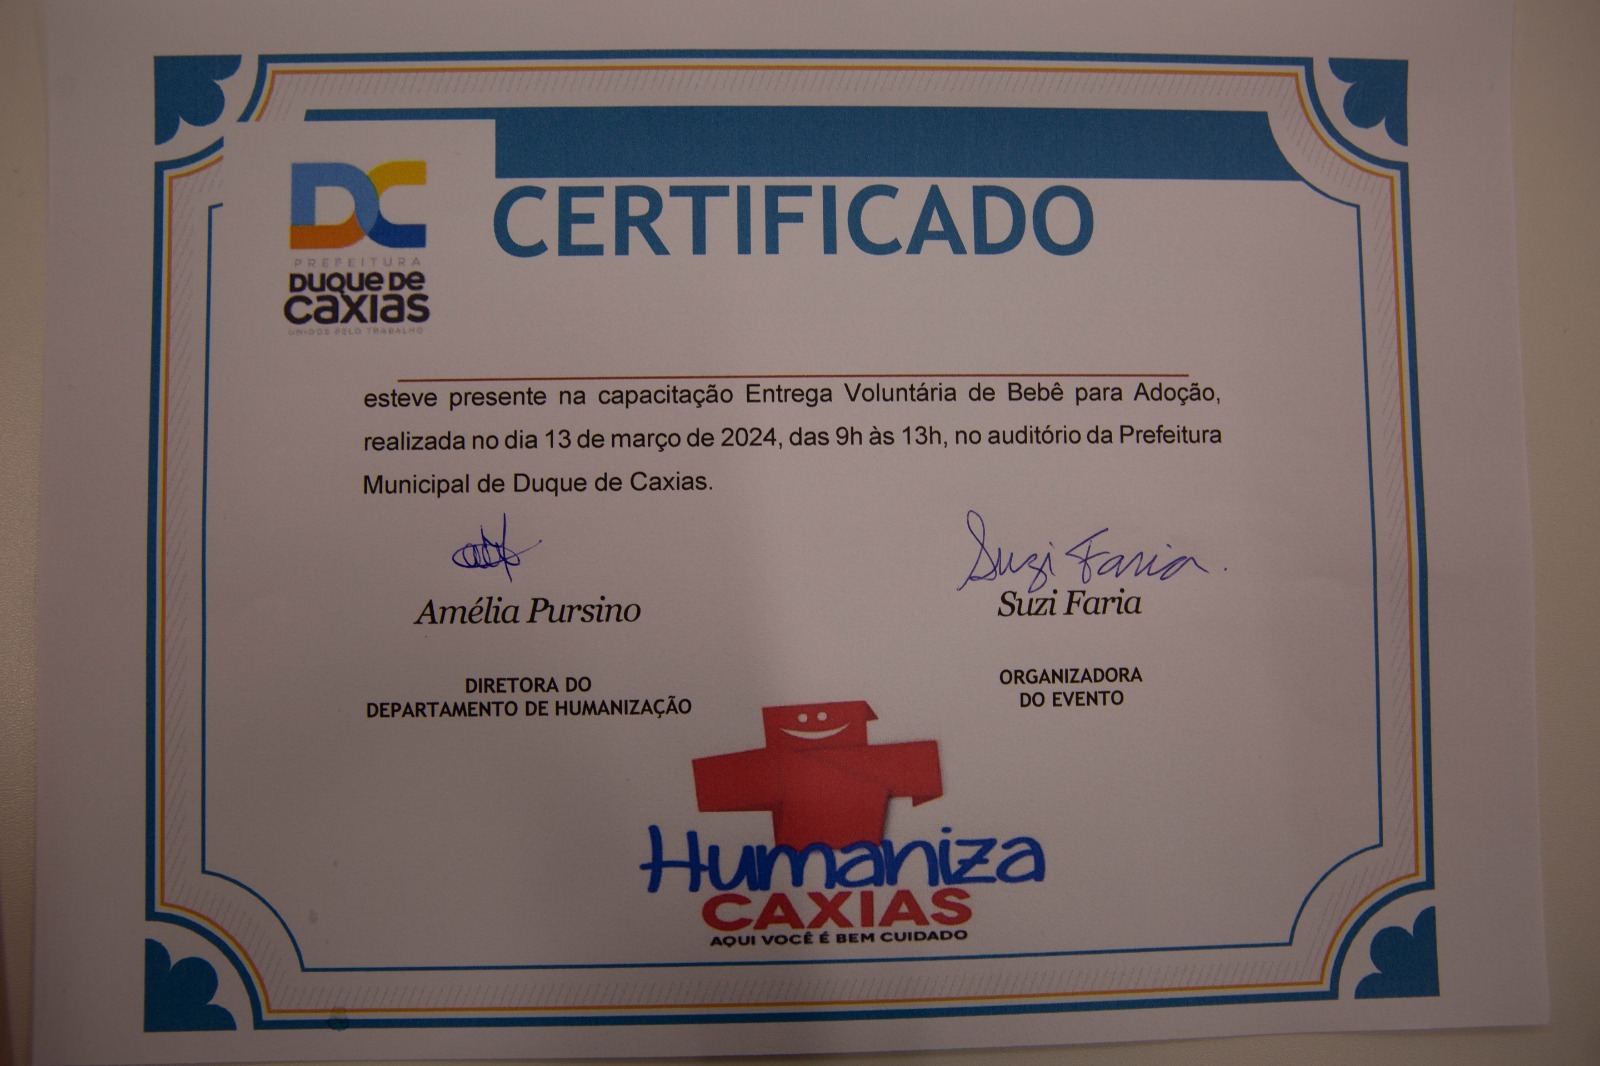 CERTIFICADO
DC
PREFEITURA
DUQUE DE
CAXIAS
UNIDOS PELO TRABALHO
esteve presente na capacitação Entrega Voluntária de Bebê para Adoção,
realizada no dia 13 de março de 2024, das 9h às 13h, no auditório da Prefeitura
Municipal de Duque de Caxias.
Suzi Faria.
Amélia Pursino
Suzi Faria
DIRETORA DO
DEPARTAMENTO DE HUMANIZAÇÃO
ORGANIZADORA
DO EVENTO
Humaniza
CAXIAS
AQUI VOCÊ É BEM CUIDADO